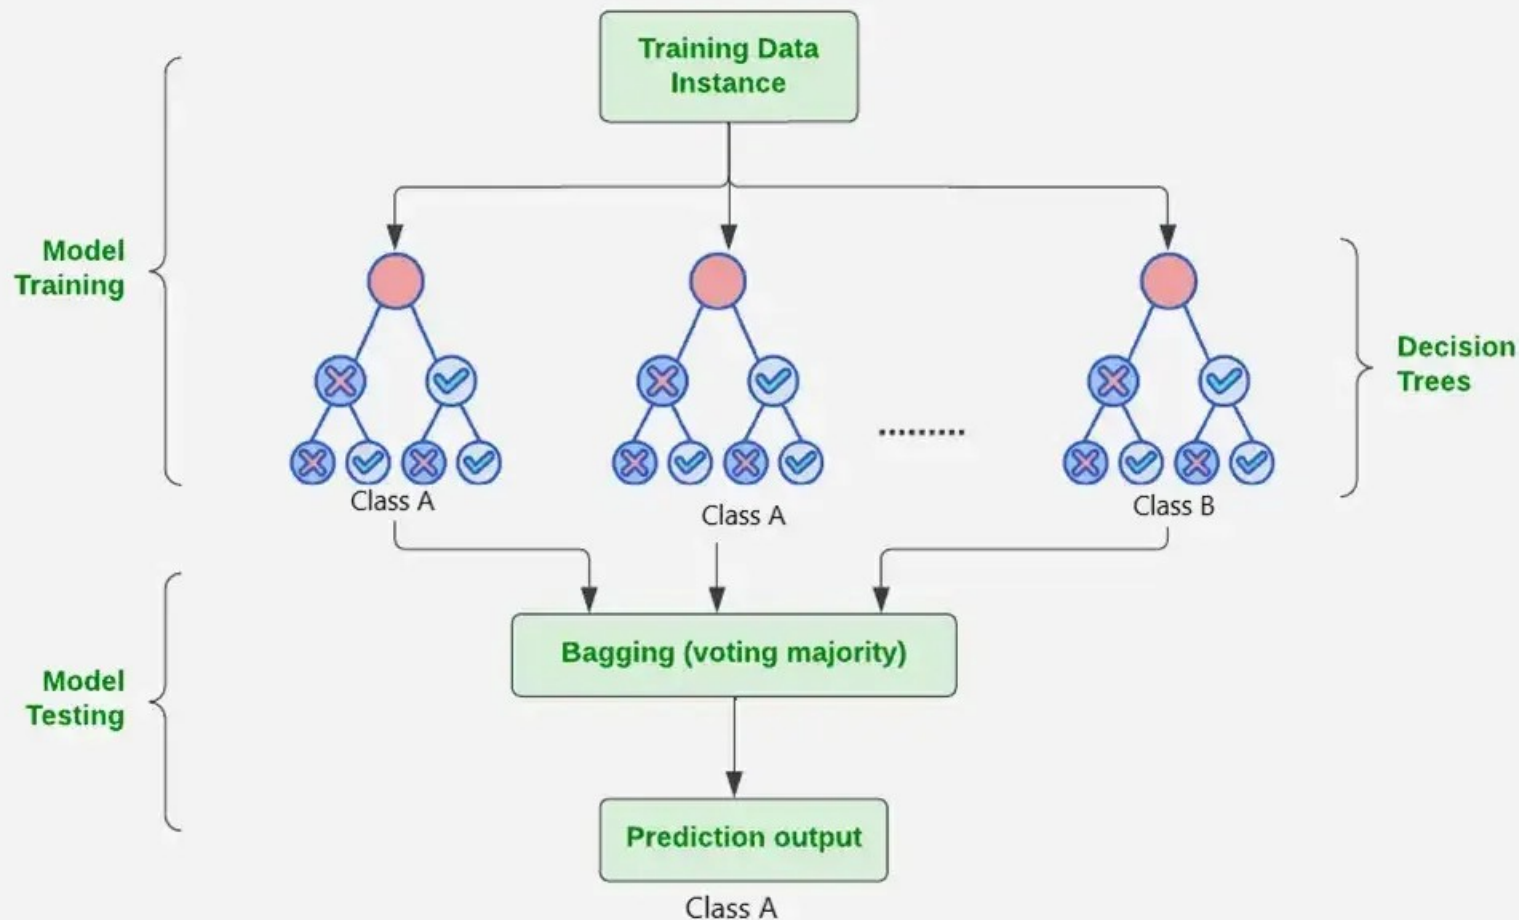 Training Data
Instance
Model
Training
Decision
Trees
Class A
Class A
Class B
Bagging (voting majority)
Model
Testing
Prediction output
Class A